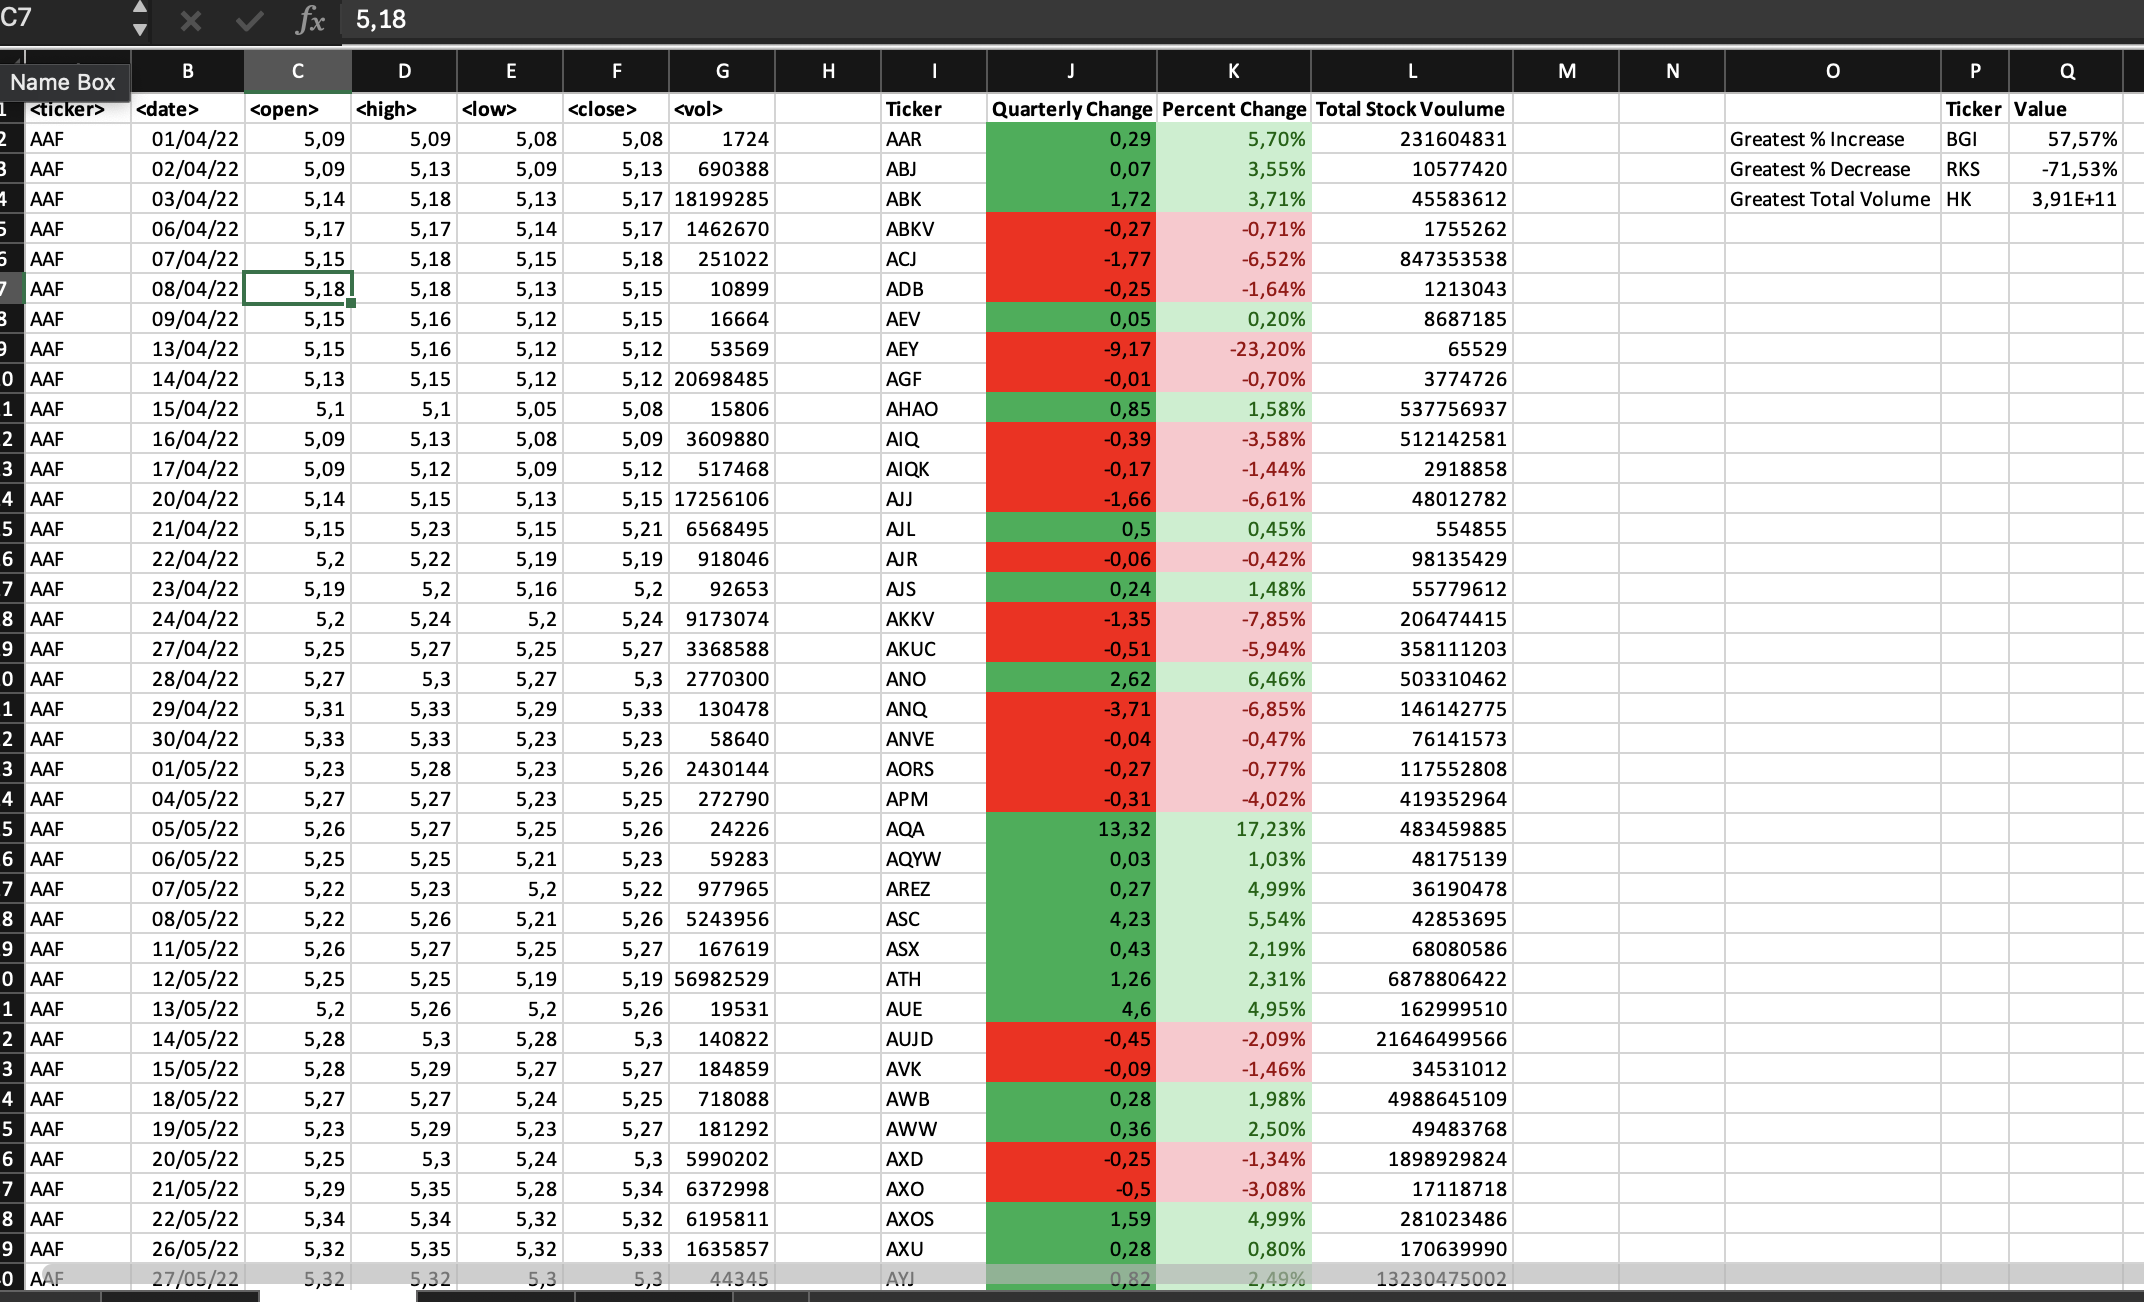 C7 fx 5,18
B C D E F G H I J K L M N O P Q
Name Box
1 <ticker> <date> <open> <high> <low> <close> <vol> Ticker Quarterly Change Percent Change Total Stock Voulume Ticker Value
2 AAF 01/04/22 5,09 5,09 5,08 5,08 1724 AAR 0,29 5,70% 231604831 Greatest % Increase BGI 57,57%
3 AAF 02/04/22 5,09 5,13 5,09 5,13 690388 ABJ 0,07 3,55% 10577420 Greatest % Decrease RKS -71,53%
4 AAF 03/04/22 5,14 5,18 5,13 5,17 18199285 ABK 1,72 3,71% 45583612 Greatest Total Volume HK 3,91E+11
5 AAF 06/04/22 5,17 5,17 5,14 5,17 1462670 ABKV -0,27 -0,71% 1755262
6 AAF 07/04/22 5,15 5,18 5,15 5,18 251022 ACJ -1,77 -6,52% 847353538
7 AAF 08/04/22 5,18 5,18 5,13 5,15 10899 ADB -0,25 -1,64% 1213043
8 AAF 09/04/22 5,15 5,16 5,12 5,15 16664 AEV 0,05 0,20% 8687185
9 AAF 13/04/22 5,15 5,16 5,12 5,12 53569 AEY -9,17 -23,20% 65529
0 AAF 14/04/22 5,13 5,15 5,12 5,12 20698485 AGF -0,01 -0,70% 3774726
1 AAF 15/04/22 5,1 5,1 5,05 5,08 15806 AHAO 0,85 1,58% 537756937
2 AAF 16/04/22 5,09 5,13 5,08 5,09 3609880 AIQ -0,39 -3,58% 512142581
3 AAF 17/04/22 5,09 5,12 5,09 5,12 517468 AIQK -0,17 -1,44% 2918858
4 AAF 20/04/22 5,14 5,15 5,13 5,15 17256106 AJJ -1,66 -6,61% 48012782
5 AAF 21/04/22 5,15 5,23 5,15 5,21 6568495 AJL 0,5 0,45% 554855
6 AAF 22/04/22 5,2 5,22 5,19 5,19 918046 AJR -0,06 -0,42% 98135429
7 AAF 23/04/22 5,19 5,2 5,16 5,2 92653 AJS 0,24 1,48% 55779612
8 AAF 24/04/22 5,2 5,24 5,2 5,24 9173074 AKKV -1,35 -7,85% 206474415
9 AAF 27/04/22 5,25 5,27 5,25 5,27 3368588 AKUC -0,51 -5,94% 358111203
0 AAF 28/04/22 5,27 5,3 5,27 5,3 2770300 ANO 2,62 6,46% 503310462
1 AAF 29/04/22 5,31 5,33 5,29 5,33 130478 ANQ -3,71 -6,85% 146142775
2 AAF 30/04/22 5,33 5,33 5,23 5,23 58640 ANVE -0,04 -0,47% 76141573
3 AAF 01/05/22 5,23 5,28 5,23 5,26 2430144 AORS -0,27 -0,77% 117552808
4 AAF 04/05/22 5,27 5,27 5,23 5,25 272790 APM -0,31 -4,02% 419352964
5 AAF 05/05/22 5,26 5,27 5,25 5,26 24226 AQA 13,32 17,23% 483459885
6 AAF 06/05/22 5,25 5,25 5,21 5,23 59283 AQYW 0,03 1,03% 48175139
7 AAF 07/05/22 5,22 5,23 5,2 5,22 977965 AREZ 0,27 4,99% 36190478
8 AAF 08/05/22 5,22 5,26 5,21 5,26 5243956 ASC 4,23 5,54% 42853695
9 AAF 11/05/22 5,26 5,27 5,25 5,27 167619 ASX 0,43 2,19% 68080586
0 AAF 12/05/22 5,25 5,25 5,19 5,19 56982529 ATH 1,26 2,31% 6878806422
1 AAF 13/05/22 5,2 5,26 5,2 5,26 19531 AUE 4,6 4,95% 162999510
2 AAF 14/05/22 5,28 5,3 5,28 5,3 140822 AUJD -0,45 -2,09% 21646499566
3 AAF 15/05/22 5,28 5,29 5,27 5,27 184859 AVK -0,09 -1,46% 34531012
4 AAF 18/05/22 5,27 5,27 5,24 5,25 718088 AWB 0,28 1,98% 4988645109
5 AAF 19/05/22 5,23 5,29 5,23 5,27 181292 AWW 0,36 2,50% 49483768
6 AAF 20/05/22 5,25 5,3 5,24 5,3 5990202 AXD -0,25 -1,34% 1898929824
7 AAF 21/05/22 5,29 5,35 5,28 5,34 6372998 AXO -0,5 -3,08% 17118718
8 AAF 22/05/22 5,34 5,34 5,32 5,32 6195811 AXOS 1,59 4,99% 281023486
9 AAF 26/05/22 5,32 5,35 5,32 5,33 1635857 AXU 0,28 0,80% 170639990
0 AAF 27/05/22 5,32 5,32 5,3 5,3 44345 AYJ 0,82 2,49% 13230475002